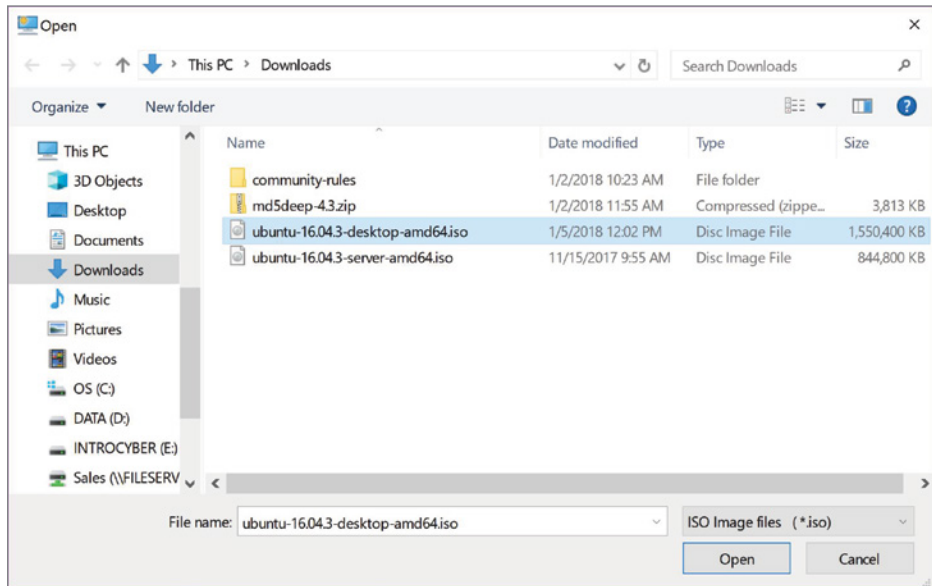 Open
This PC > Downloads
Search Downloads
Organize
New folder
Name Date modified Type Size
This PC
3D Objects
Desktop
Documents
Downloads
Music
Pictures
Videos
OS (C:)
DATA (D:)
INTROCYBER (E:)
Sales (\\FILESERV
community-rules 1/2/2018 10:23 AM File folder
md5deep-4.3.zip 1/2/2018 11:55 AM Compressed (zippe... 3,813 KB
ubuntu-16.04.3-desktop-amd64.iso 1/5/2018 12:02 PM Disc Image File 1,550,400 KB
ubuntu-16.04.3-server-amd64.iso 11/15/2017 9:55 AM Disc Image File 844,800 KB
File name: ubuntu-16.04.3-desktop-amd64.iso
ISO Image files (*.iso)
Open
Cancel